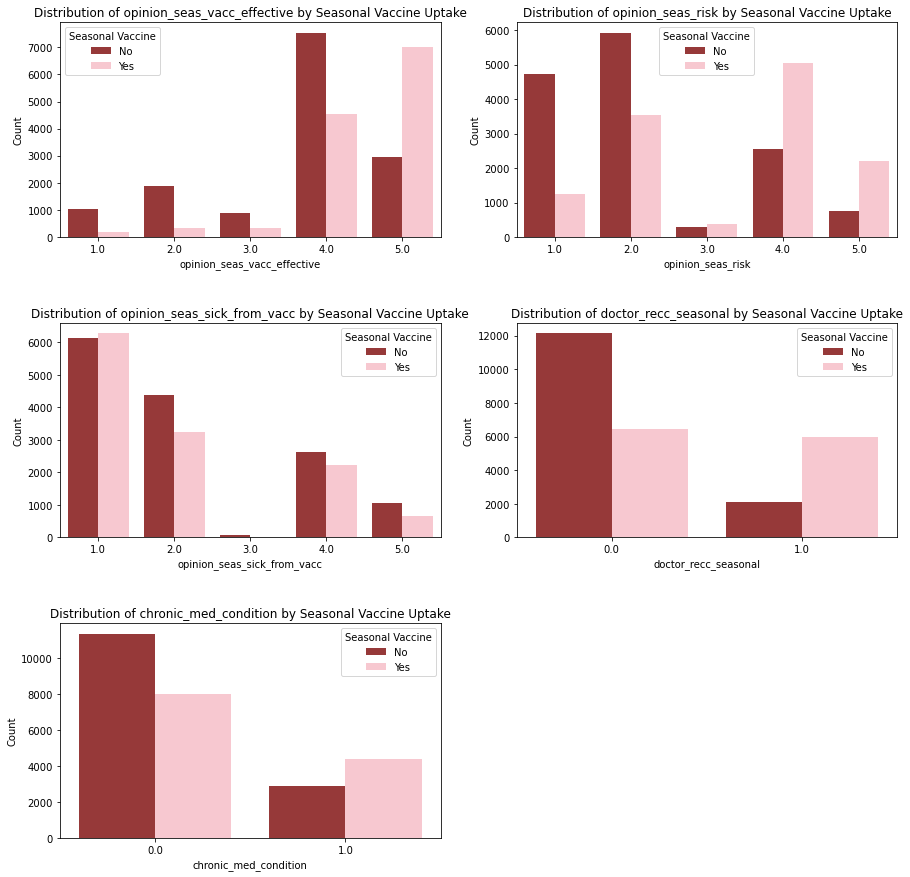 Distribution of opinion_seas_vacc_effective by Seasonal Vaccine Uptake
Seasonal Vaccine
No
Yes
Count
7000
6000
5000
4000
3000
2000
1000
0
1.0 2.0 3.0 4.0 5.0
opinion_seas_vacc_effective
Distribution of opinion_seas_risk by Seasonal Vaccine Uptake
Seasonal Vaccine
No
Yes
Count
6000
5000
4000
3000
2000
1000
0
1.0 2.0 3.0 4.0 5.0
opinion_seas_risk
Distribution of opinion_seas_sick_from_vacc by Seasonal Vaccine Uptake
Seasonal Vaccine
No
Yes
Count
6000
5000
4000
3000
2000
1000
0
1.0 2.0 3.0 4.0 5.0
opinion_seas_sick_from_vacc
Distribution of doctor_recc_seasonal by Seasonal Vaccine Uptake
Seasonal Vaccine
No
Yes
Count
12000
10000
8000
6000
4000
2000
0
0.0 1.0
doctor_recc_seasonal
Distribution of chronic_med_condition by Seasonal Vaccine Uptake
Seasonal Vaccine
No
Yes
Count
10000
8000
6000
4000
2000
0
0.0 1.0
chronic_med_condition